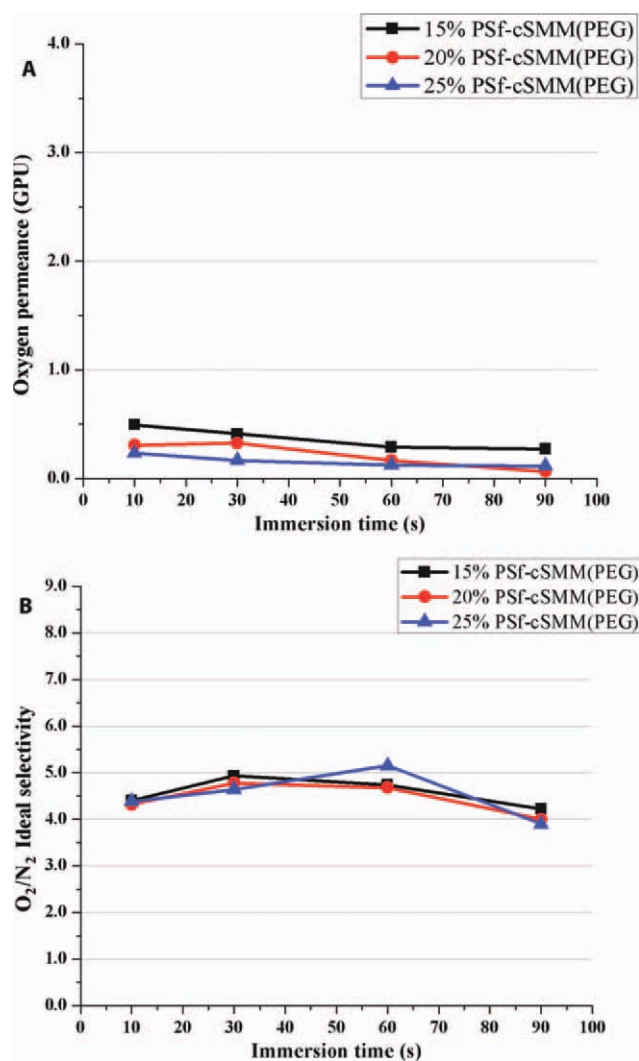 A
15% PSf-cSMM(PEG)
20% PSf-cSMM(PEG)
25% PSf-cSMM(PEG)
Oxygen permeance (GPU)
4.0
3.0
2.0
1.0
0.0
0 10 20 30 40 50 60 70 80 90 100
Immersion time (s)
B
15% PSf-cSMM(PEG)
20% PSf-cSMM(PEG)
25% PSf-cSMM(PEG)
O₂/N₂ Ideal selectivity
9.0
8.0
7.0
6.0
5.0
4.0
3.0
2.0
1.0
0.0
0 10 20 30 40 50 60 70 80 90 100
Immersion time (s)